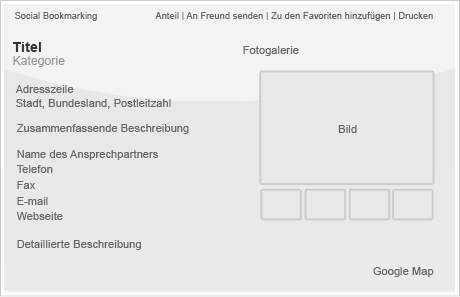 Social Bookmarking
Anteil | An Freund senden | Zu den Favoriten hinzufügen | Drucken
Titel
Kategorie
Fotogalerie
Adresszeile
Stadt, Bundesland, Postleitzahl
Zusammenfassende Beschreibung
Bild
Name des Ansprechpartners
Telefon
Fax
E-mail
Webseite
Detaillierte Beschreibung
Google Map